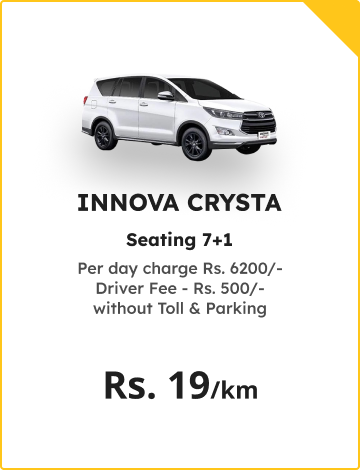 INNOVA CRYSTA
Seating 7+1
Per day charge Rs. 6200/-
Driver Fee - Rs. 500/-
without Toll & Parking
Rs. 19/km